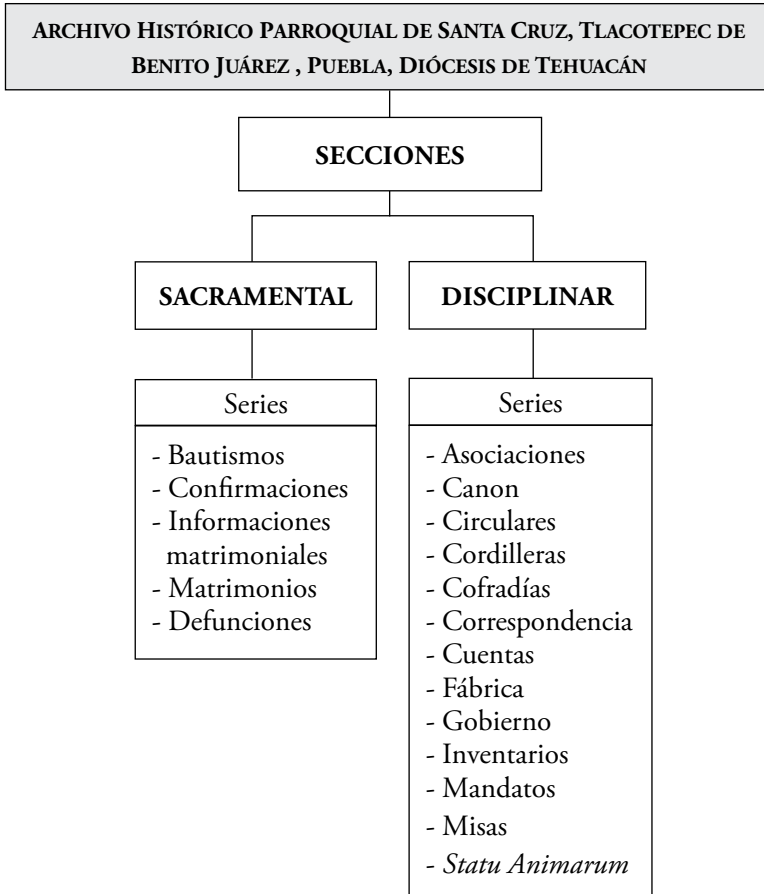 ARCHIVO HISTÓRICO PARROQUIAL DE SANTA CRUZ, TLACOTEPEC DE
BENITO JUÁREZ , PUEBLA, DIÓCESIS DE TEHUACÁN
SECCIONES
SACRAMENTAL
Series
- Bautismos
- Confirmaciones
- Informaciones
matrimoniales
- Matrimonios
- Defunciones
DISCIPLINAR
Series
- Asociaciones
- Canon
- Circulares
- Cordilleras
- Cofradías
- Correspondencia
- Cuentas
- Fábrica
- Gobierno
- Inventarios
- Mandatos
- Misas
- Statu Animarum